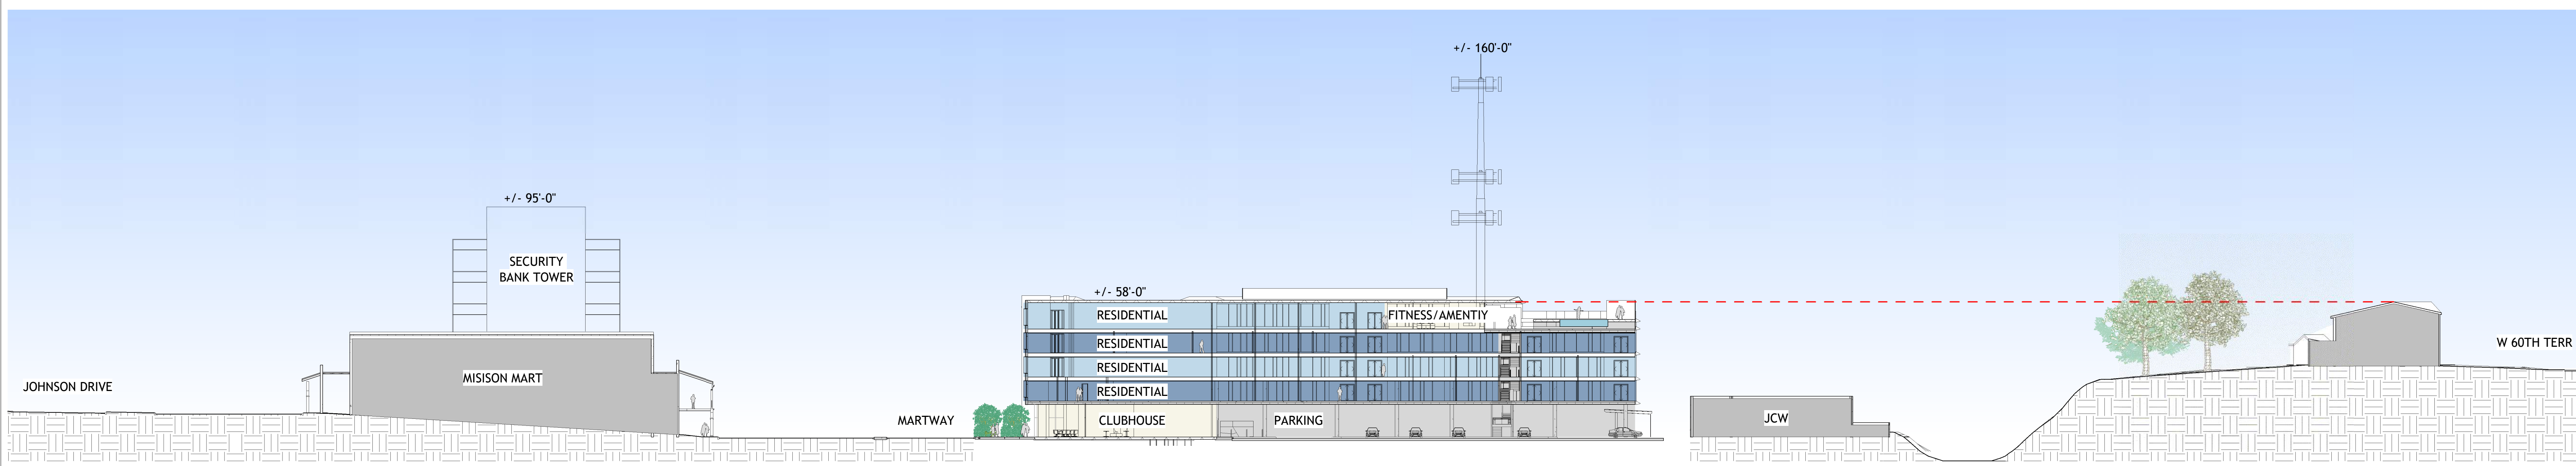 +/- 160'-0"
+/- 95'-0"
SECURITY
BANK TOWER
MISISON MART
JOHNSON DRIVE
MARTWAY
+/- 58'-0"
RESIDENTIAL
FITNESS/AMENTIY
RESIDENTIAL
RESIDENTIAL
RESIDENTIAL
CLUBHOUSE
PARKING
JCW
W 60TH TERR